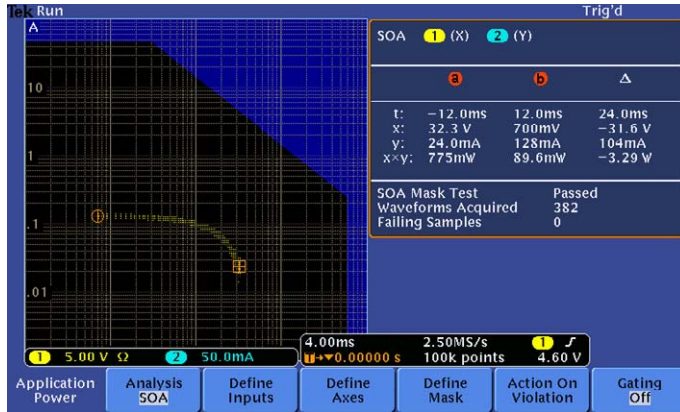 Tek Run Trig'd
A
10
1
.1
.01
SOA 1 (X) 2 (Y)
a b Δ
t: −12.0ms 12.0ms 24.0ms
x: 32.3 V 700mV −31.6 V
y: 24.0mA 128mA 104mA
x×y: 775mW 89.6mW −3.29 W
SOA Mask Test Passed
Waveforms Acquired 382
Failing Samples 0
1 5.00 V Ω 2 50.0mA
4.00ms 2.50MS/s 1 ʃ
T→▼0.00000 s 100k points 4.60 V
Application Power
Analysis SOA
Define Inputs
Define Axes
Define Mask
Action On Violation
Gating Off